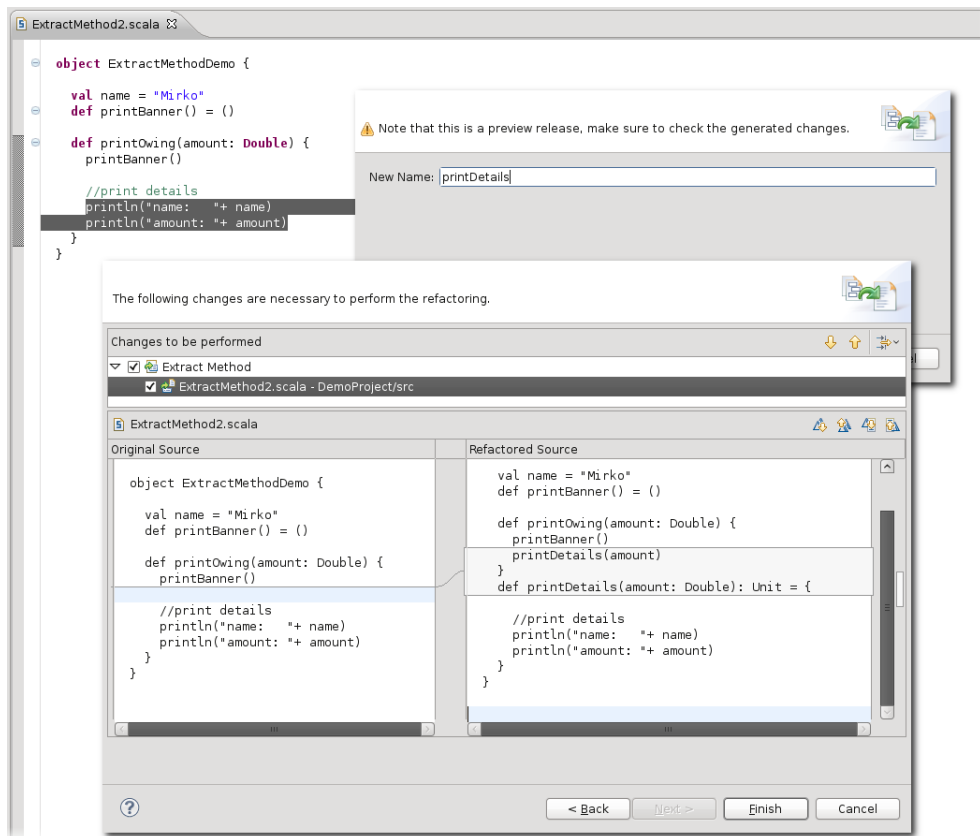 ExtractMethod2.scala
object ExtractMethodDemo {
val name = "Mirko"
def printBanner() = ()
def printOwing(amount: Double) {
printBanner()
//print details
println("name:   "+ name)
println("amount: "+ amount)
}
}
Note that this is a preview release, make sure to check the generated changes.
New Name: printDetails
The following changes are necessary to perform the refactoring.
Changes to be performed
Extract Method
ExtractMethod2.scala - DemoProject/src
ExtractMethod2.scala
Original Source
object ExtractMethodDemo {
val name = "Mirko"
def printBanner() = ()
def printOwing(amount: Double) {
printBanner()
//print details
println("name:   "+ name)
println("amount: "+ amount)
}
}
Refactored Source
val name = "Mirko"
def printBanner() = ()
def printOwing(amount: Double) {
printBanner()
printDetails(amount)
}
def printDetails(amount: Double): Unit = {
//print details
println("name:   "+ name)
println("amount: "+ amount)
}
}
< Back
Next >
Finish
Cancel